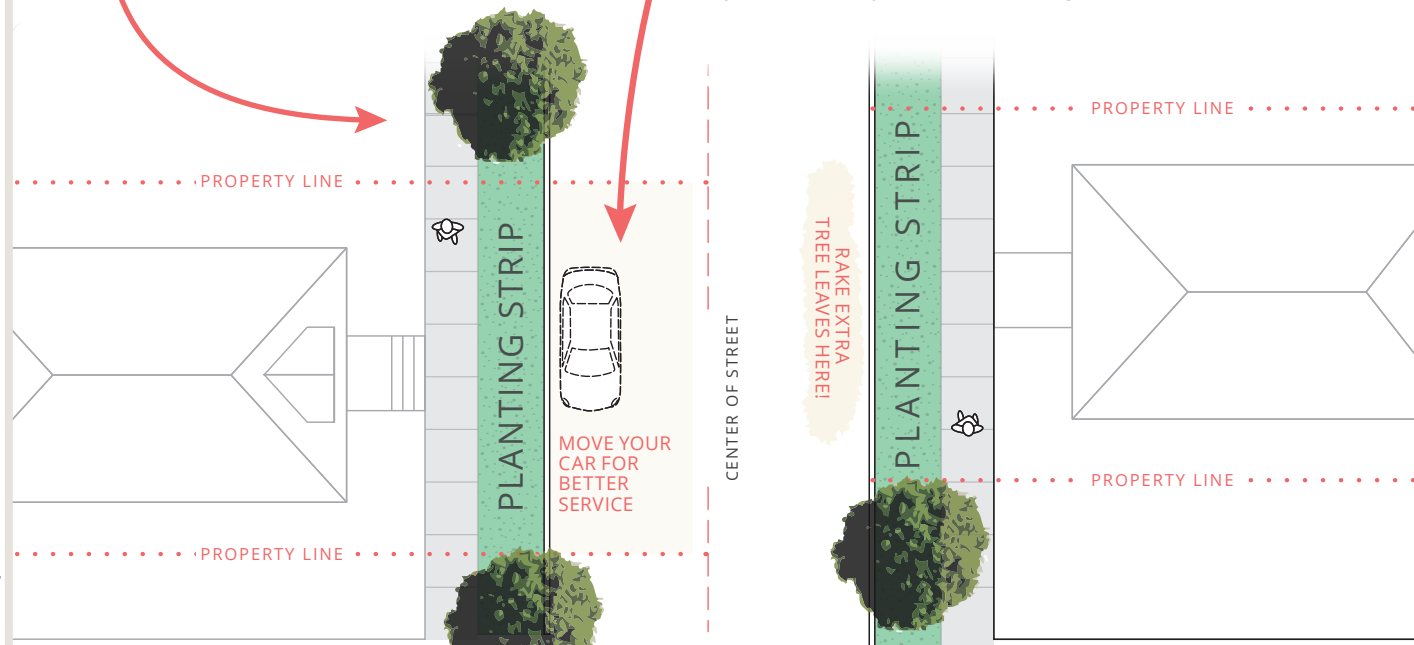 PROPERTY LINE
PROPERTY LINE
PLANTING STRIP
MOVE YOUR
CAR FOR
BETTER
SERVICE
CENTER OF STREET
RAKE EXTRA
TREE LEAVES HERE!
PLANTING STRIP
PROPERTY LINE
PROPERTY LINE